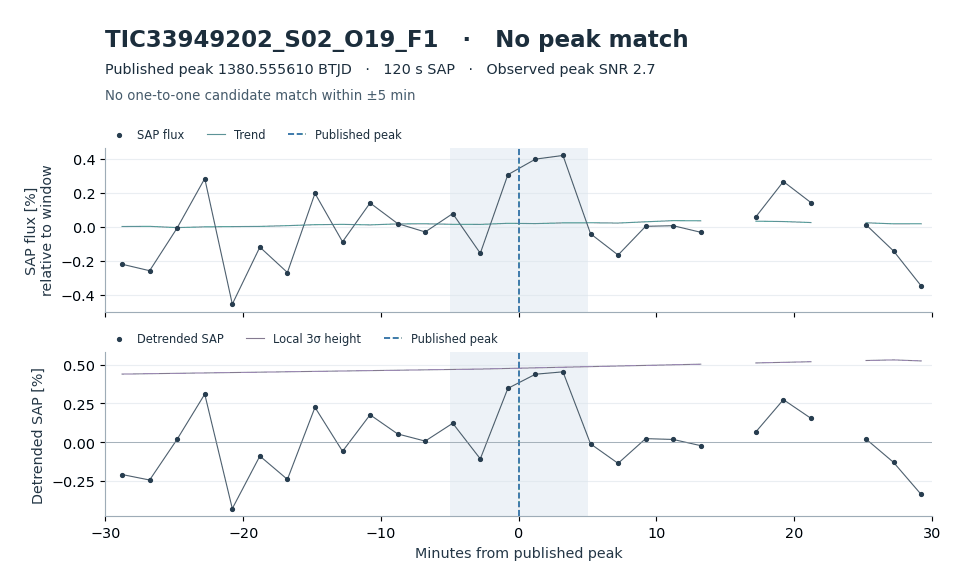 TIC33949202_S02_O19_F1 · No peak match
Published peak 1380.555610 BTJD · 120 s SAP · Observed peak SNR 2.7
No one-to-one candidate match within ±5 min
SAP flux Trend Published peak
SAP flux [%]
relative to window
0.4
0.2
0.0
−0.2
−0.4
Detrended SAP Local 3σ height Published peak
Detrended SAP [%]
0.50
0.25
0.00
−0.25
−30 −20 −10 0 10 20 30
Minutes from published peak